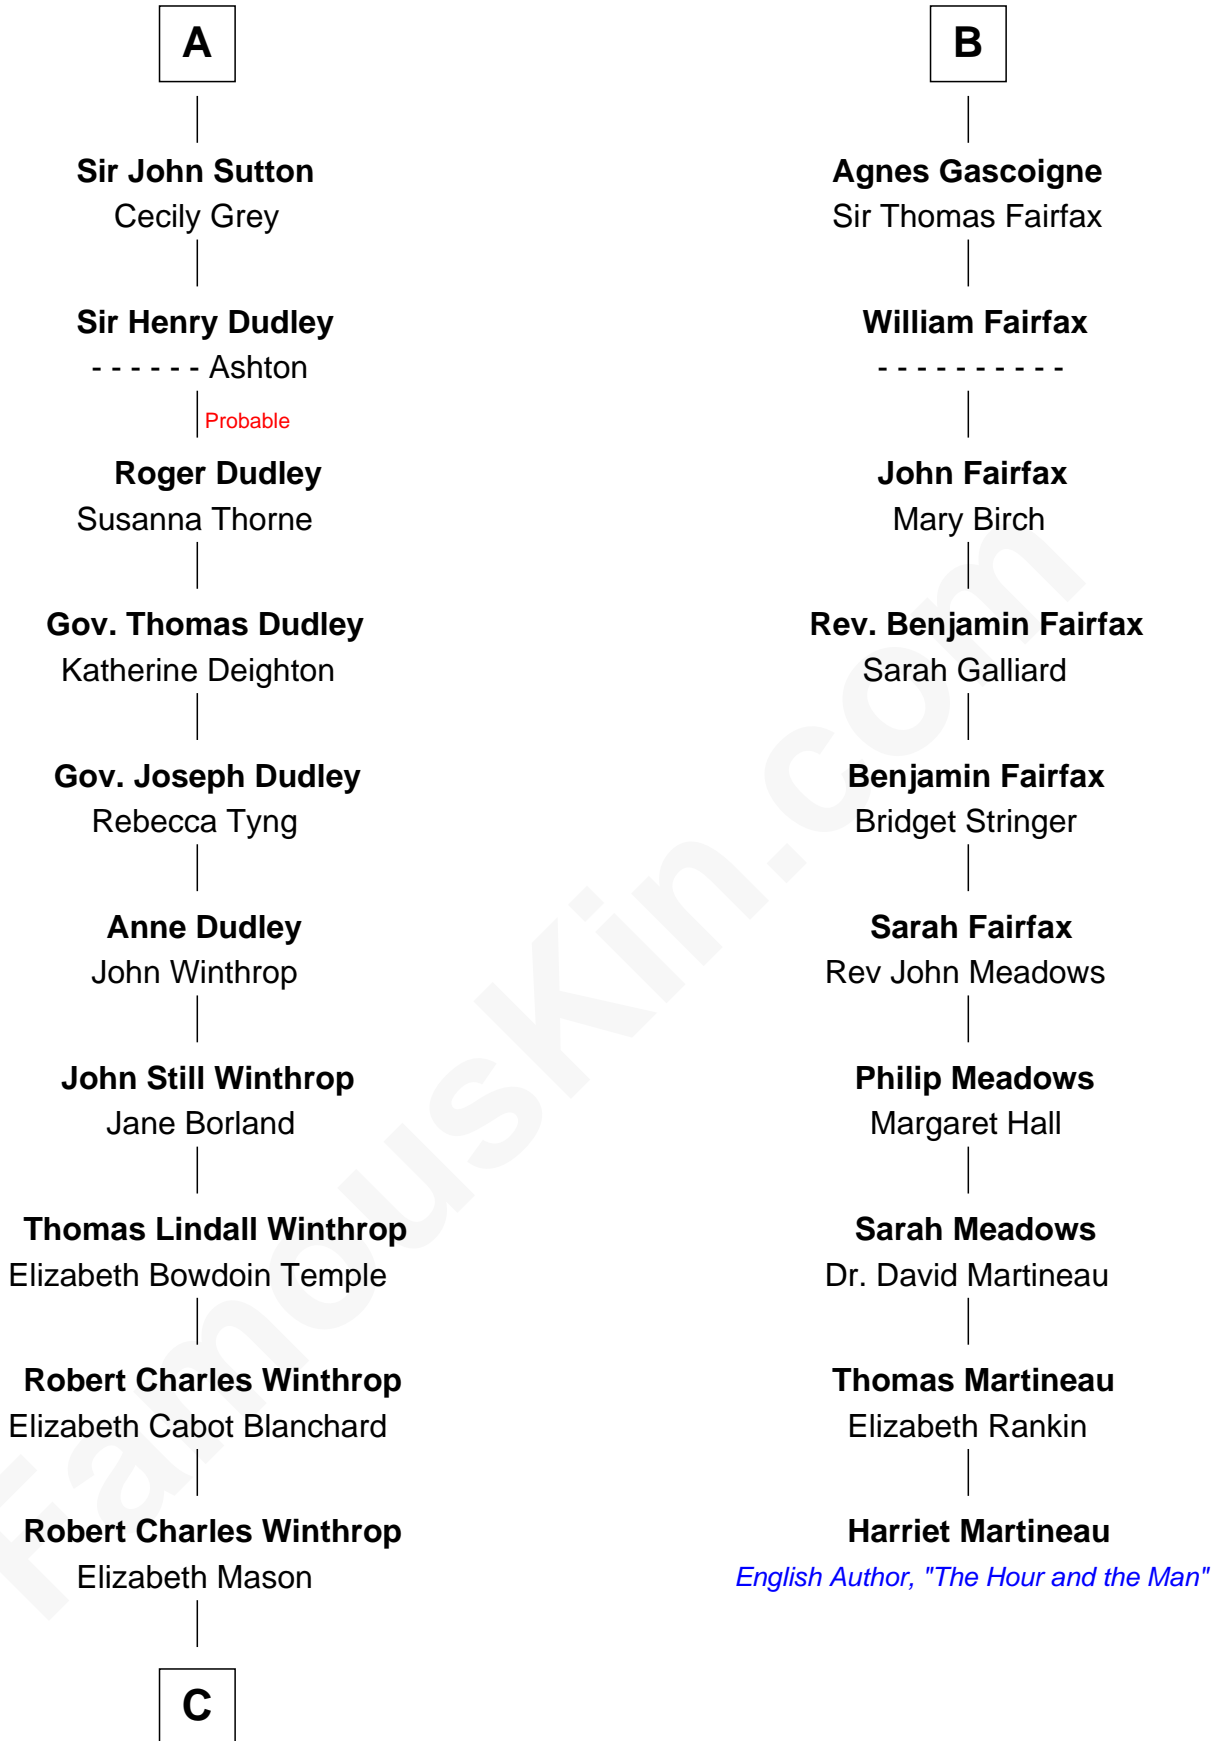 A
Sir John Sutton
Cecily Grey
Sir Henry Dudley
- - - - - - Ashton
Probable
Roger Dudley
Susanna Thorne
Gov. Thomas Dudley
Katherine Deighton
Gov. Joseph Dudley
Rebecca Tyng
Anne Dudley
John Winthrop
John Still Winthrop
Jane Borland
Thomas Lindall Winthrop
Elizabeth Bowdoin Temple
Robert Charles Winthrop
Elizabeth Cabot Blanchard
Robert Charles Winthrop
Elizabeth Mason
C
B
Agnes Gascoigne
Sir Thomas Fairfax
William Fairfax
- - - - - - - - - -
John Fairfax
Mary Birch
Rev. Benjamin Fairfax
Sarah Galliard
Benjamin Fairfax
Bridget Stringer
Sarah Fairfax
Rev John Meadows
Philip Meadows
Margaret Hall
Sarah Meadows
Dr. David Martineau
Thomas Martineau
Elizabeth Rankin
Harriet Martineau
English Author, "The Hour and the Man"
FamousKin.com